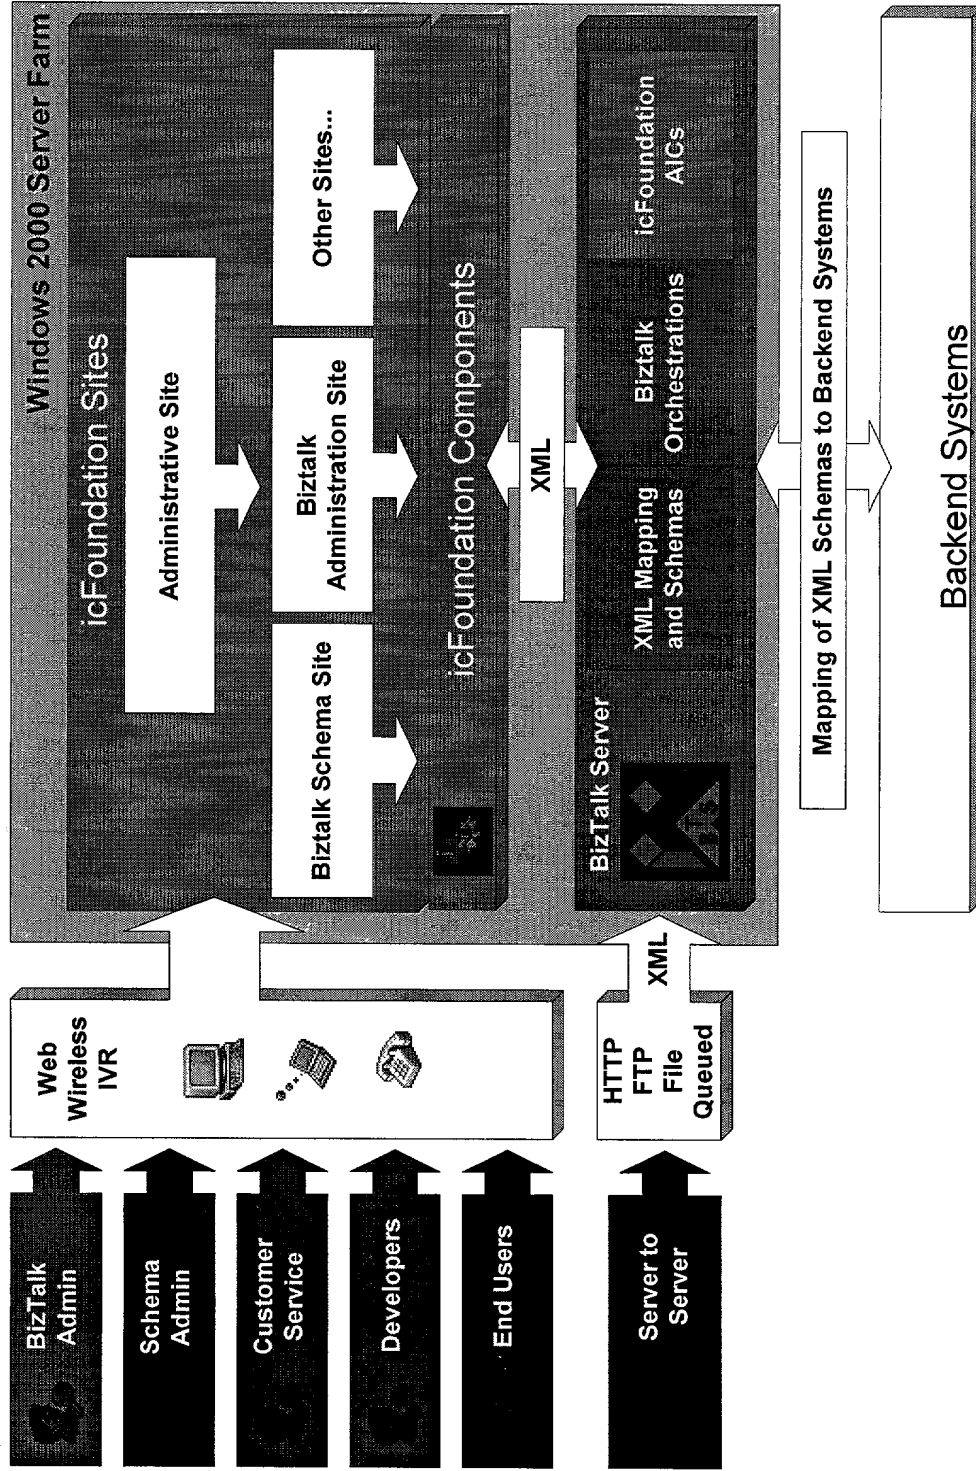 Windows 2000 Server Farm
BizTalk
Admin
Schema
Admin
Customer
Service
Developers
End Users
Server to
Server
Web
Wireless
IVR
HTTP
FTP
File
Queued
XML
icFoundation Sites
Administrative Site
Biztalk Schema Site
Biztalk
Administration Site
Other Sites...
icFoundation Components
XML
BizTalk Server
BTS
XML Mapping
and Schemas
Biztalk
Orchestrations
icFoundation
AICs
Mapping of XML Schemas to Backend Systems
Backend Systems